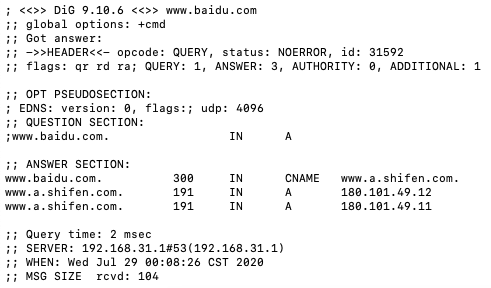 ; <<>> DiG 9.10.6 <<>> www.baidu.com
;; global options: +cmd
;; Got answer:
;; ->>HEADER<<- opcode: QUERY, status: NOERROR, id: 31592
;; flags: qr rd ra; QUERY: 1, ANSWER: 3, AUTHORITY: 0, ADDITIONAL: 1

;; OPT PSEUDOSECTION:
; EDNS: version: 0, flags:; udp: 4096
;; QUESTION SECTION:
;www.baidu.com. IN A

;; ANSWER SECTION:
www.baidu.com. 300 IN CNAME www.a.shifen.com.
www.a.shifen.com. 191 IN A 180.101.49.12
www.a.shifen.com. 191 IN A 180.101.49.11

;; Query time: 2 msec
;; SERVER: 192.168.31.1#53(192.168.31.1)
;; WHEN: Wed Jul 29 00:08:26 CST 2020
;; MSG SIZE rcvd: 104